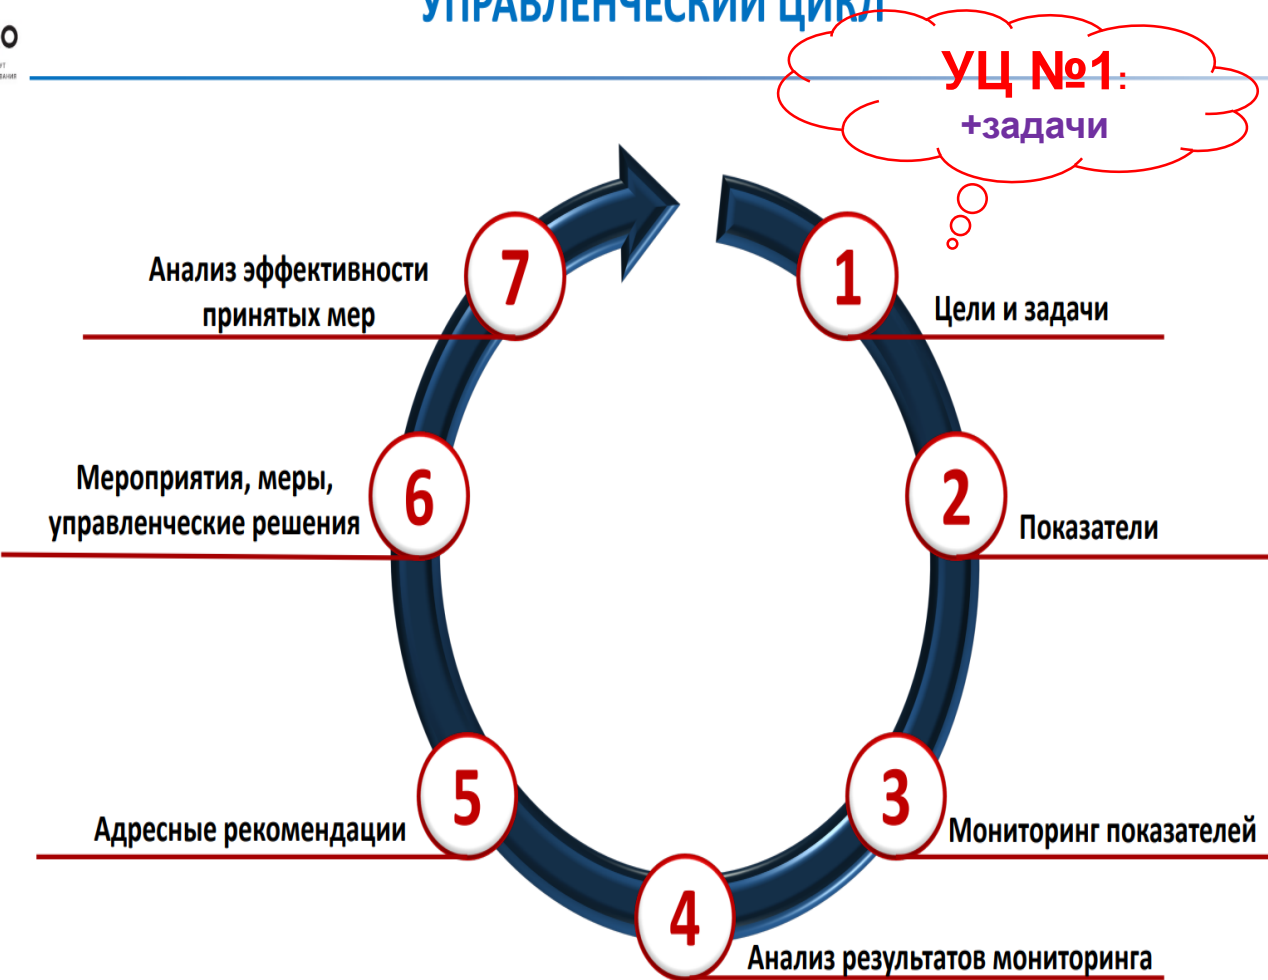 УПРАВЛЕНЧЕСКИЙ ЦИКЛ
УЦ №1:
+задачи
1
Цели и задачи
2
Показатели
3
Мониторинг показателей
4
Анализ результатов мониторинга
5
Адресные рекомендации
6
Мероприятия, меры,
управленческие решения
7
Анализ эффективности
принятых мер